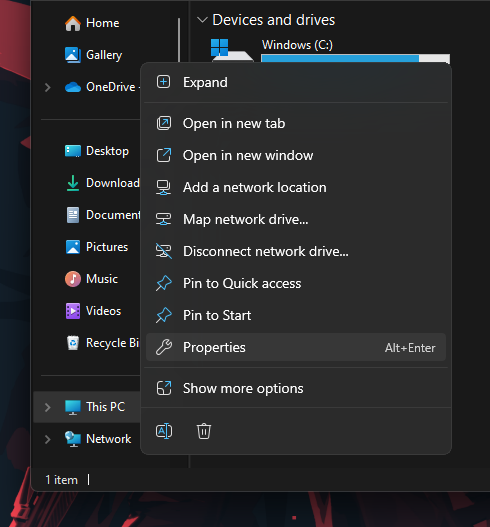 Home
Gallery
OneDrive -
Desktop
Download
Document
Pictures
Music
Videos
Recycle Bi
This PC
Network
1 item
Devices and drives
Windows (C:)
Expand
Open in new tab
Open in new window
Add a network location
Map network drive...
Disconnect network drive...
Pin to Quick access
Pin to Start
Properties Alt+Enter
Show more options